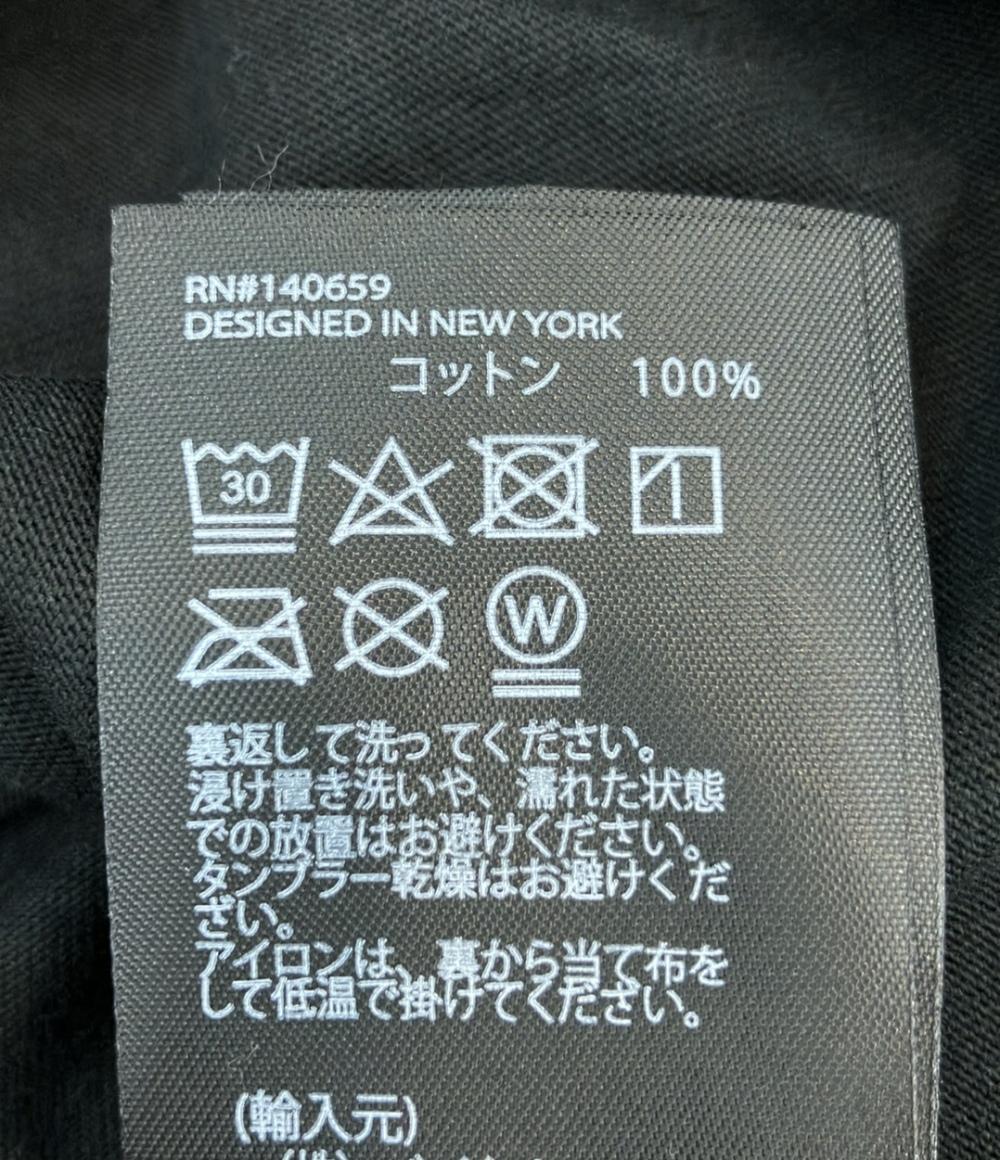 RN#140659
DESIGNED IN NEW YORK
コットン 100%
30
W
裏返して洗ってください。
浸け置き洗いや、濡れた状態
での放置はお避けください。
タンブラー乾燥はお避けくだ
さい。
アイロンは、裏から当て布を
して低温で掛けてください。
(輸入元)